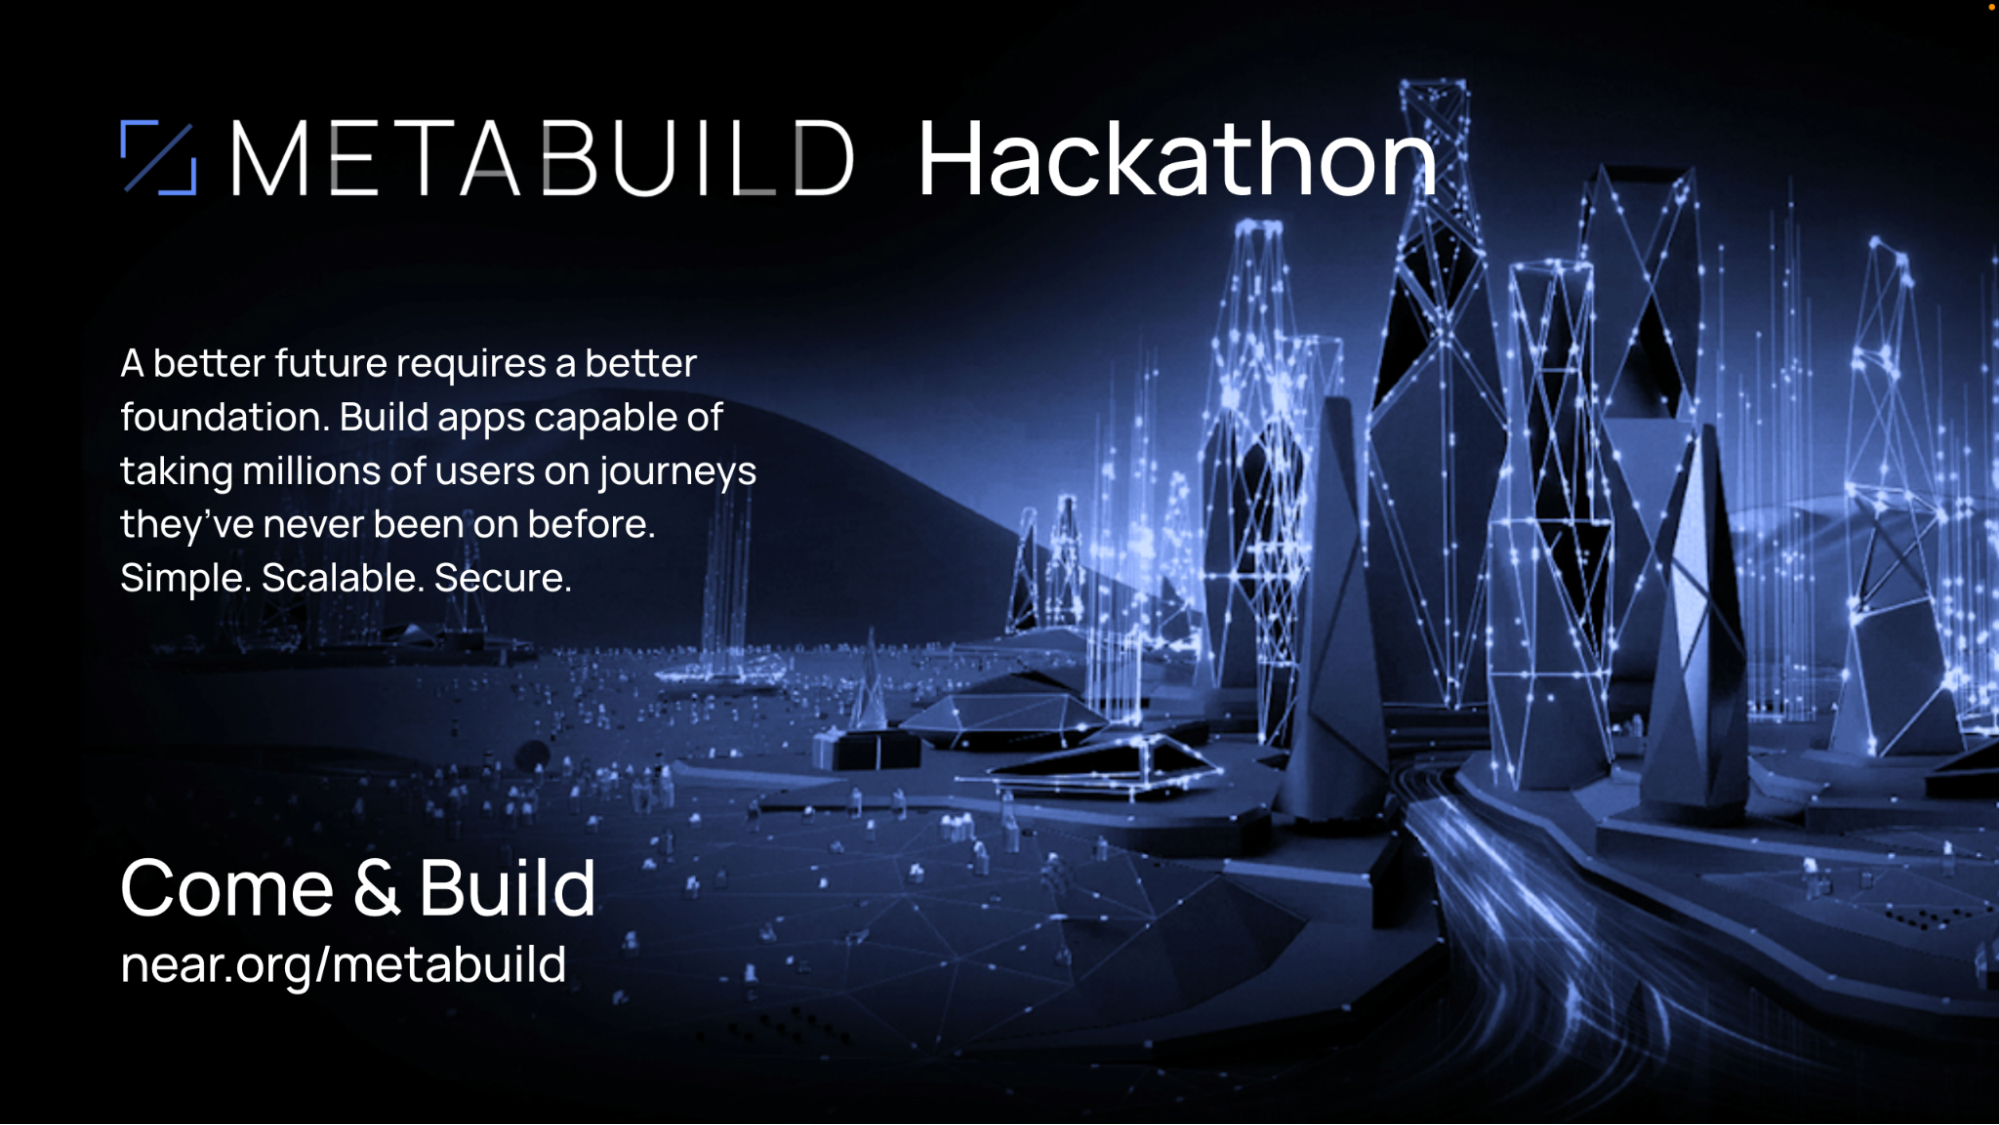 METABUILD Hackathon
A better future requires a better
foundation. Build apps capable of
taking millions of users on journeys
they’ve never been on before.
Simple. Scalable. Secure.
Come & Build
near.org/metabuild